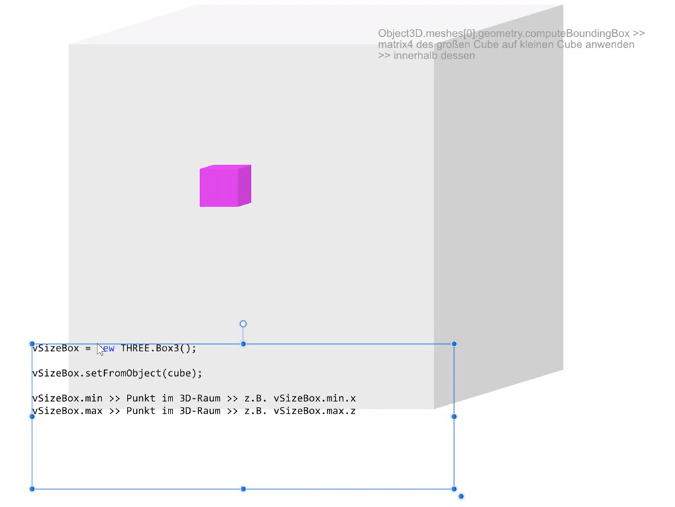 Object3D.meshes[0].geometry.computeBoundingBox >>
matrix4 des großen Cube auf kleinen Cube anwenden
>> innerhalb dessen
vSizeBox = new THREE.Box3();
vSizeBox.setFromObject(cube);
vSizeBox.min >> Punkt im 3D-Raum >> z.B. vSizeBox.min.x
vSizeBox.max >> Punkt im 3D-Raum >> z.B. vSizeBox.max.z